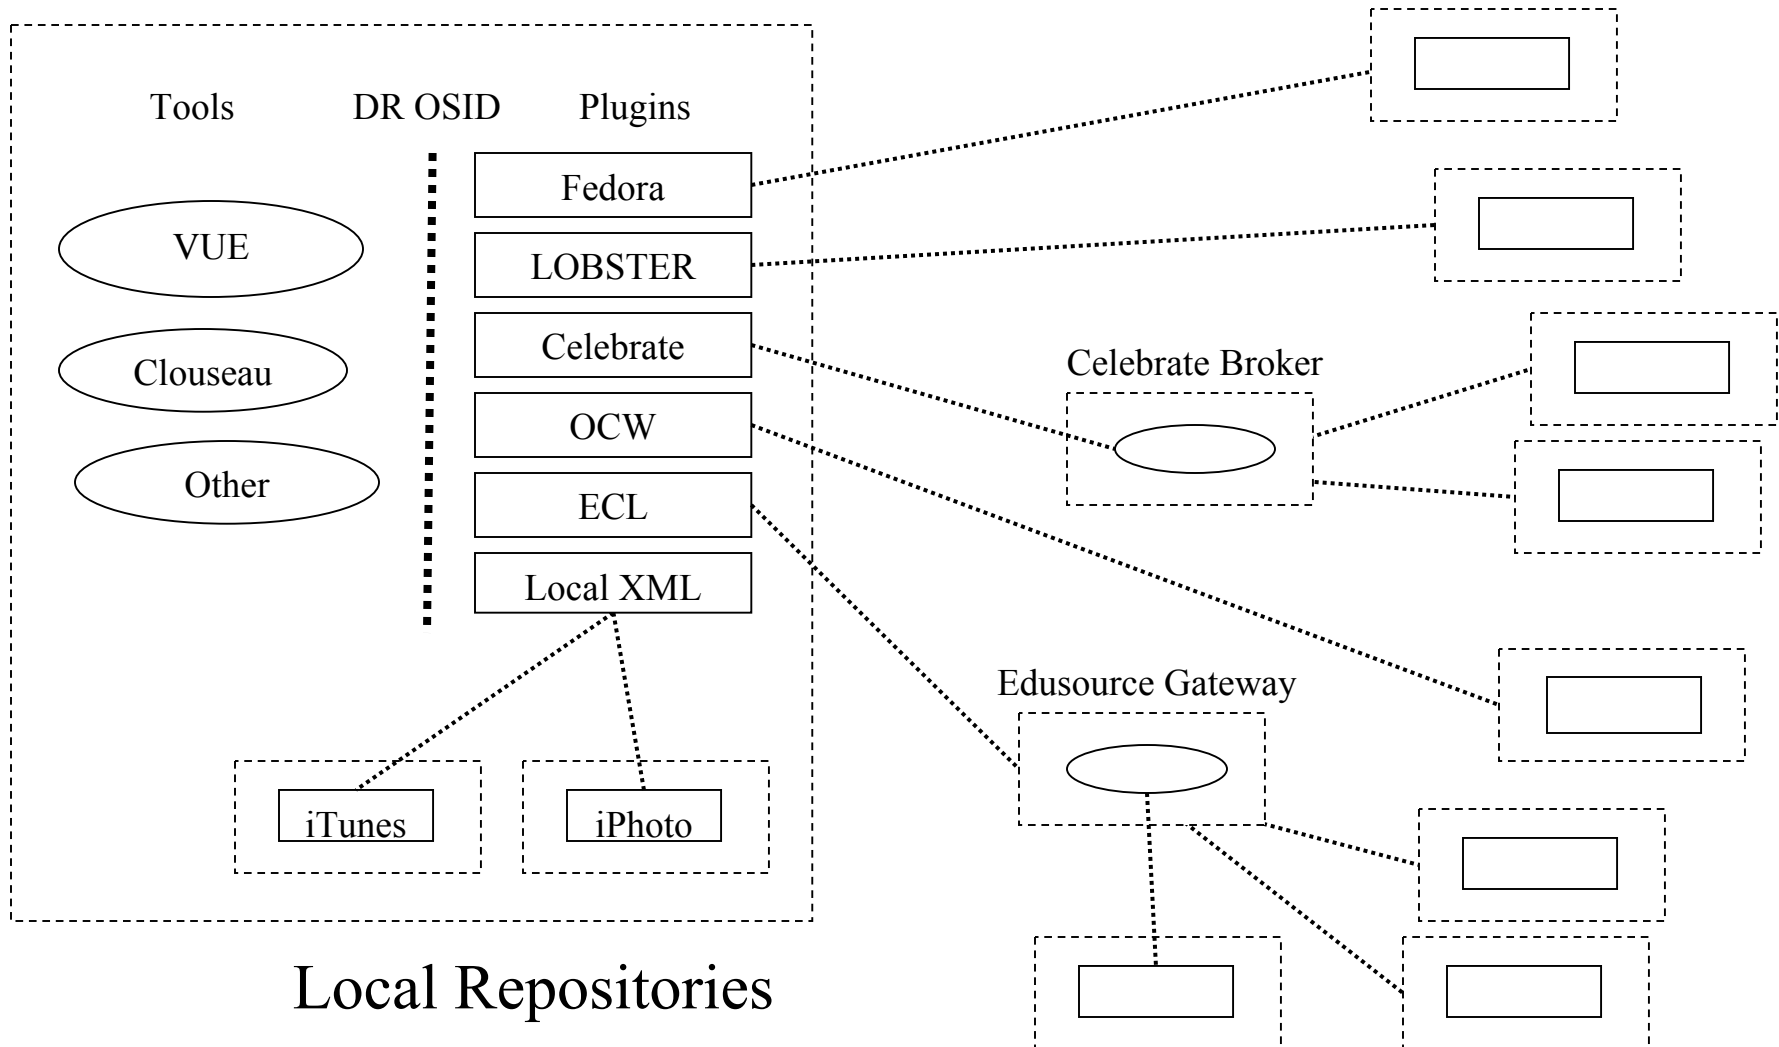 Tools
DR OSID
Plugins
VUE
Clouseau
Other
Fedora
LOBSTER
Celebrate
OCW
ECL
Local XML
iTunes
iPhoto
Celebrate Broker
Edusource Gateway
Local Repositories